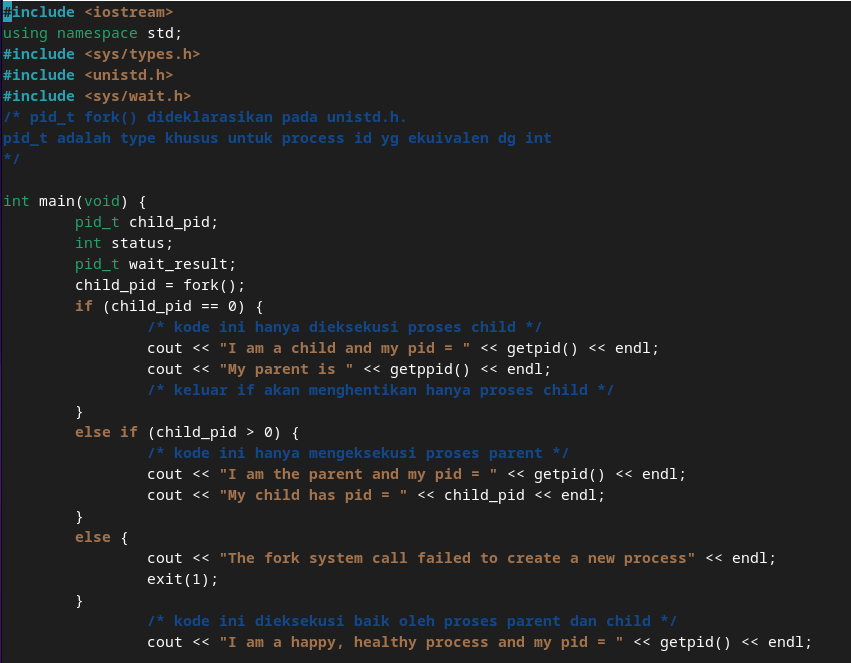 #include <iostream>
using namespace std;
#include <sys/types.h>
#include <unistd.h>
#include <sys/wait.h>
/* pid_t fork() dideklarasikan pada unistd.h.
pid_t adalah type khusus untuk process id yg ekuivalen dg int
*/

int main(void) {
        pid_t child_pid;
        int status;
        pid_t wait_result;
        child_pid = fork();
        if (child_pid == 0) {
                /* kode ini hanya dieksekusi proses child */
                cout << "I am a child and my pid = " << getpid() << endl;
                cout << "My parent is " << getppid() << endl;
                /* keluar if akan menghentikan hanya proses child */
        }
        else if (child_pid > 0) {
                /* kode ini hanya mengeksekusi proses parent */
                cout << "I am the parent and my pid = " << getpid() << endl;
                cout << "My child has pid = " << child_pid << endl;
        }
        else {
                cout << "The fork system call failed to create a new process" << endl;
                exit(1);
        }
                /* kode ini dieksekusi baik oleh proses parent dan child */
                cout << "I am a happy, healthy process and my pid = " << getpid() << endl;